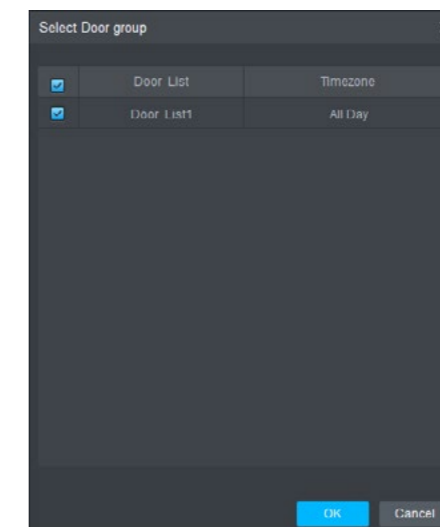 Select Door group
Door List Timezone
Door List1 All Day
OK Cancel